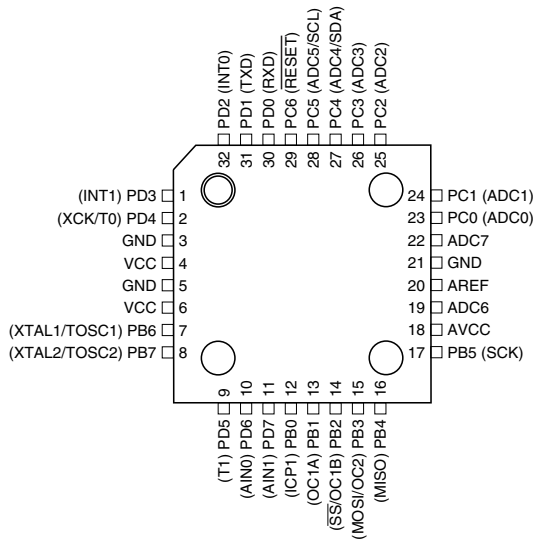 32 PD2 (INT0)
31 PD1 (TXD)
30 PD0 (RXD)
29 PC6 (RESET)
28 PC5 (ADC5/SCL)
27 PC4 (ADC4/SDA)
26 PC3 (ADC3)
25 PC2 (ADC2)
(INT1) PD3 1
(XCK/T0) PD4 2
GND 3
VCC 4
GND 5
VCC 6
(XTAL1/TOSC1) PB6 7
(XTAL2/TOSC2) PB7 8
24 PC1 (ADC1)
23 PC0 (ADC0)
22 ADC7
21 GND
20 AREF
19 ADC6
18 AVCC
17 PB5 (SCK)
(T1) PD5 9
(AIN0) PD6 10
(AIN1) PD7 11
(ICP1) PB0 12
(OC1A) PB1 13
(SS/OC1B) PB2 14
(MOSI/OC2) PB3 15
(MISO) PB4 16